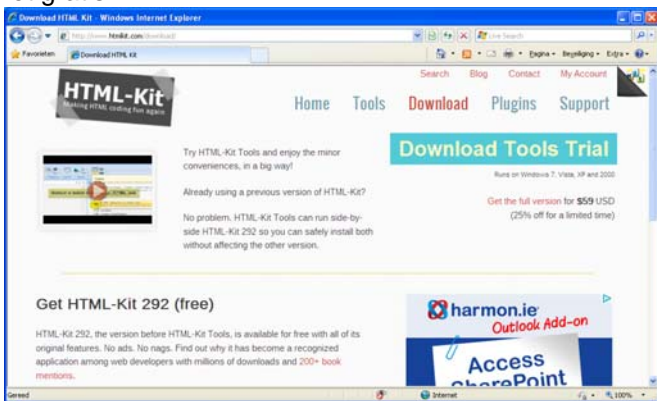 Download HTML Kit - Windows Internet Explorer
http://www.htmlkit.com/download/
Live Search
Favorieten
Download HTML Kit
Pagina
Beveiliging
Extra
Search Blog Contact My Account
HTML-Kit
Making HTML coding fun again
Home Tools Download Plugins Support
Try HTML-Kit Tools and enjoy the minor
conveniences, in a big way!
Already using a previous version of HTML-Kit?
No problem. HTML-Kit Tools can run side-by-
side HTML-Kit 292 so you can safely install both
without affecting the other version.
Download Tools Trial
Runs on Windows 7, Vista, XP and 2000
Get the full version for $59 USD
(25% off for a limited time)
Get HTML-Kit 292 (free)
HTML-Kit 292, the version before HTML-Kit Tools, is available for free with all of its
original features. No ads. No nags. Find out why it has become a recognized
application among web developers with millions of downloads and 200+ book
mentions.
harmon.ie
Outlook Add-on
Access
SharePoint
Gereed
Internet
100%